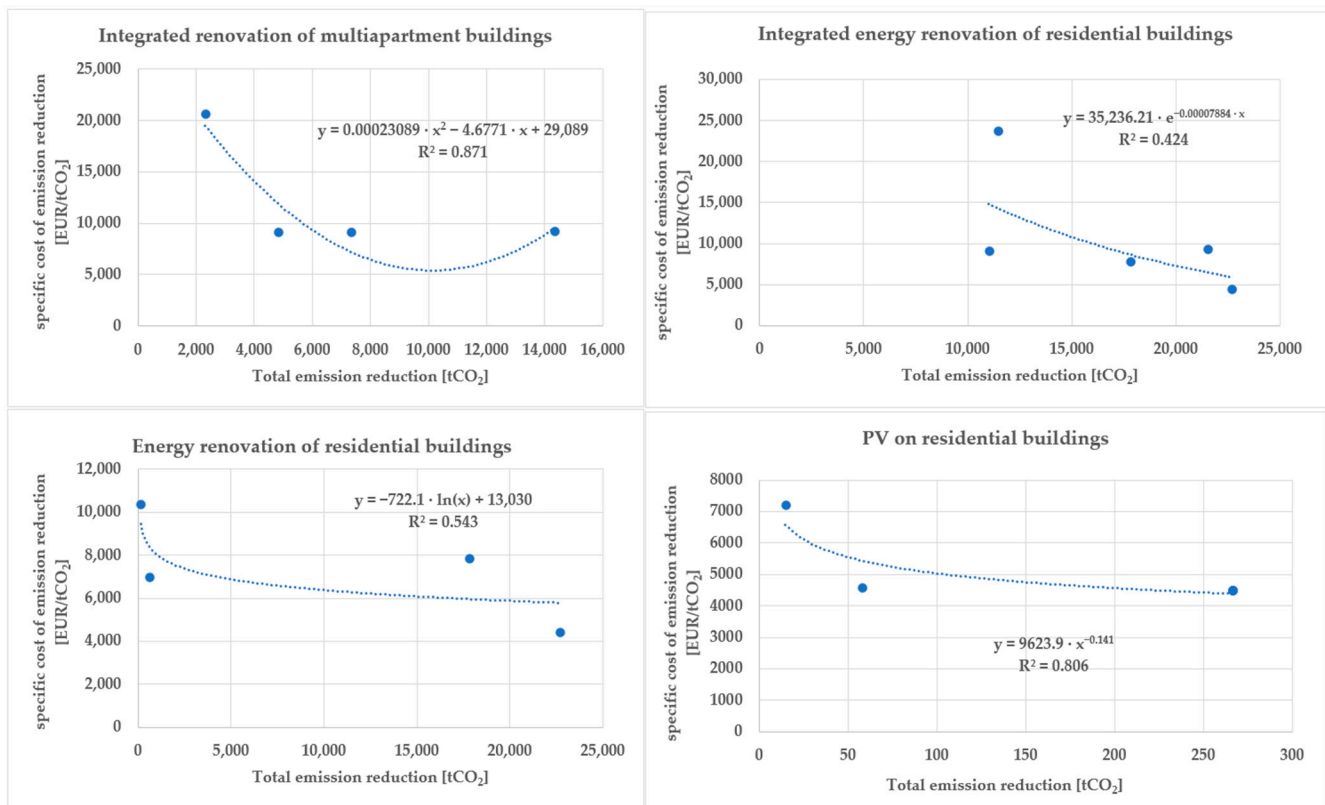 Integrated renovation of multiapartment buildings
specific cost of emission reduction
[EUR/tCO₂]
25,000
20,000
15,000
10,000
5,000
0
y = 0.00023089 · x² − 4.6771 · x + 29,089
R² = 0.871
0 2,000 4,000 6,000 8,000 10,000 12,000 14,000 16,000
Total emission reduction [tCO₂]
Integrated energy renovation of residential buildings
specific cost of emission reduction
[EUR/tCO₂]
30,000
25,000
20,000
15,000
10,000
5,000
0
y = 35,236.21 · e⁻⁰·⁰⁰⁰⁰⁷⁸⁸⁴ · ˣ
R² = 0.424
0 5,000 10,000 15,000 20,000 25,000
Total emission reduction [tCO₂]
Energy renovation of residential buildings
specific cost of emission reduction
[EUR/tCO₂]
12,000
10,000
8,000
6,000
4,000
2,000
0
y = −722.1 · ln(x) + 13,030
R² = 0.543
0 5,000 10,000 15,000 20,000 25,000
Total emission reduction [tCO₂]
PV on residential buildings
specific cost of emission reduction
[EUR/tCO₂]
8000
7000
6000
5000
4000
3000
2000
1000
0
y = 9623.9 · x⁻⁰·¹⁴¹
R² = 0.806
0 50 100 150 200 250 300
Total emission reduction [tCO₂]